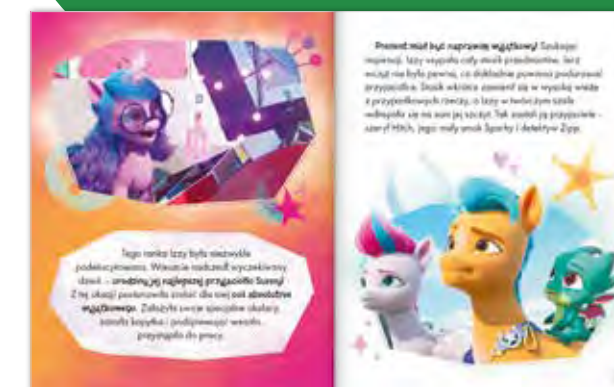 Tego ranka Izzy była niezwykle
podekscytowana. Wreszcie nadszedł wyczekiwany
dzień – urodziny jej najlepszej przyjaciółki Sunny!
Z tej okazji postanowiła zrobić dla niej coś absolutnie
wyjątkowego. Założyła swoje specjalne okulary,
zatarła kopytka i podśpiewując wesoło,
przystąpiła do pracy.
Prezent miał być naprawdę wyjątkowy! Szukając
inspiracji, Izzy wsypała cały stosik przedmiotów, lecz
wciąż nie była pewna, co dokładnie powinna podarować
przyjaciółce. Stosik wkrótce zamienił się w wysoką wieżę
z przypadkowych rzeczy, a Izzy w twórczym szale
wdrapała się na sam jej szczyt. Tak zastali ją przyjaciele –
szeryf Hitch, jego mały smok Sparky i detektyw Zipp.